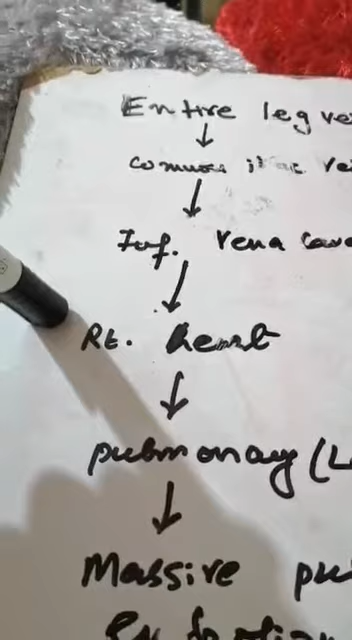 Entire leg ve
↓
common iliac ve
↓
Inf. vena cava
↓
Rt. Heart
↓
pulmonary (L
↓
Massive pu